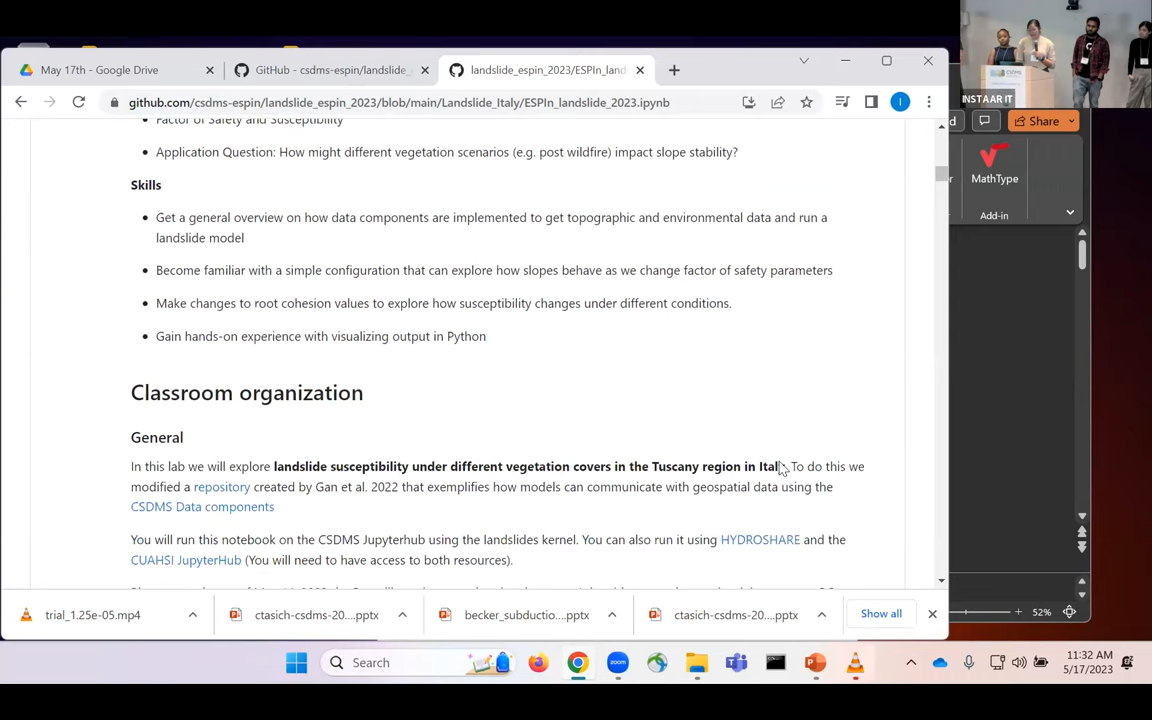 May 17th - Google Drive
GitHub - csdms-espin/landslide_
landslide_espin_2023/ESPIn_land
github.com/csdms-espin/landslide_espin_2023/blob/main/Landslide_Italy/ESPIn_landslide_2023.ipynb
INSTAAR IT
Share
MathType
Add-in
Factor of Safety and Susceptibility
Application Question: How might different vegetation scenarios (e.g. post wildfire) impact slope stability?
Skills
Get a general overview on how data components are implemented to get topographic and environmental data and run a
landslide model
Become familiar with a simple configuration that can explore how slopes behave as we change factor of safety parameters
Make changes to root cohesion values to explore how susceptibility changes under different conditions.
Gain hands-on experience with visualizing output in Python
Classroom organization
General
In this lab we will explore landslide susceptibility under different vegetation covers in the Tuscany region in Italy. To do this we
modified a repository created by Gan et al. 2022 that exemplifies how models can communicate with geospatial data using the
CSDMS Data components
You will run this notebook on the CSDMS Jupyterhub using the landslides kernel. You can also run it using HYDROSHARE and the
CUAHSI JupyterHub (You will need to have access to both resources).
trial_1.25e-05.mp4
ctasich-csdms-20....pptx
becker_subductio....pptx
ctasich-csdms-20....pptx
Show all
52%
Search
11:32 AM
5/17/2023